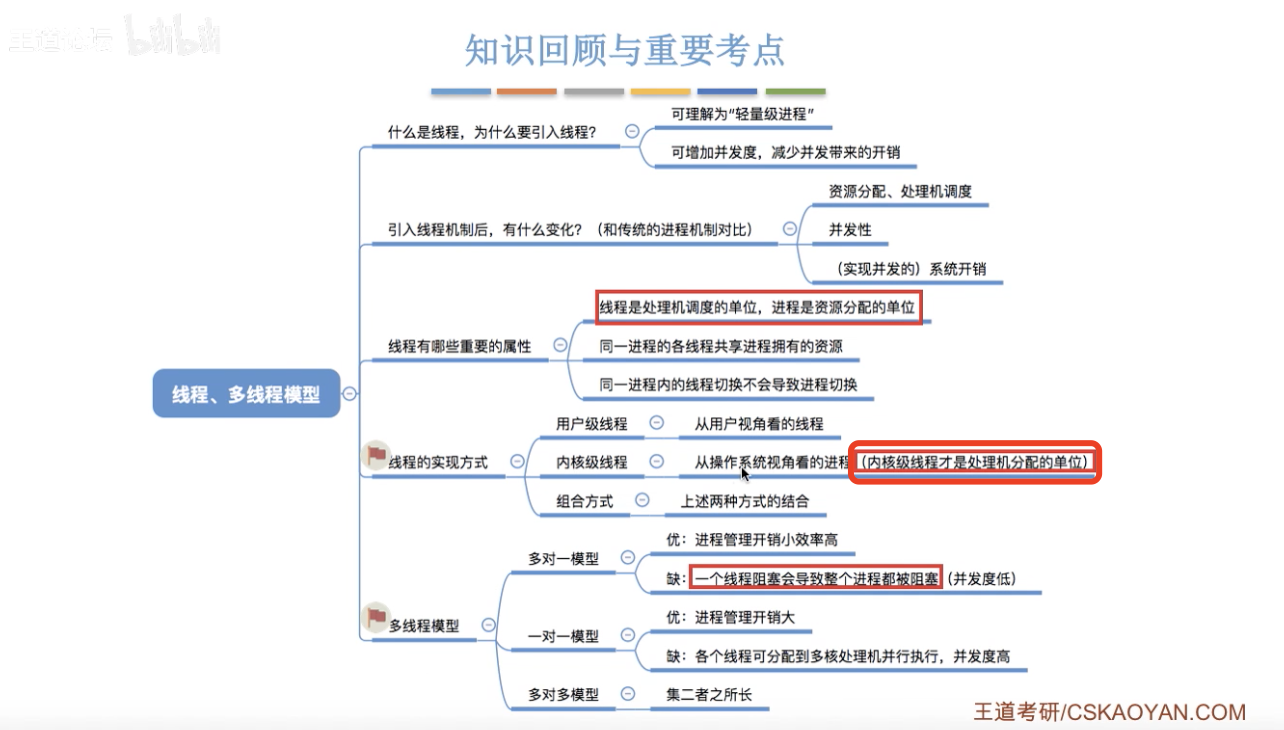 王道论坛 bilibili
知识回顾与重要考点
什么是线程，为什么要引入线程？
可理解为“轻量级进程”
可增加并发度，减少并发带来的开销
引入线程机制后，有什么变化？（和传统的进程机制对比）
资源分配、处理机调度
并发性
（实现并发的）系统开销
线程有哪些重要的属性
线程是处理机调度的单位，进程是资源分配的单位
同一进程的各线程共享进程拥有的资源
同一进程内的线程切换不会导致进程切换
线程、多线程模型
线程的实现方式
用户级线程
从用户视角看的线程
内核级线程
从操作系统视角看的进程（内核级线程才是处理机分配的单位）
组合方式
上述两种方式的结合
多线程模型
多对一模型
优：进程管理开销小效率高
缺：一个线程阻塞会导致整个进程都被阻塞（并发度低）
一对一模型
优：进程管理开销大
缺：各个线程可分配到多核处理机并行执行，并发度高
多对多模型
集二者之所长
王道考研/CSKAOYAN.COM